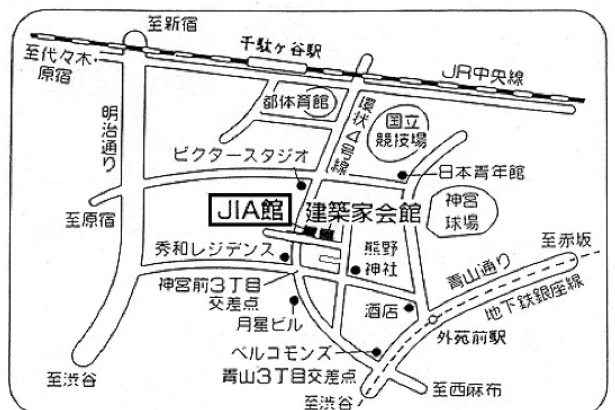 至新宿
千駄ヶ谷駅
至代々木・
原宿
JR中央線
明治通り
都体育館
環状4号線
国立
競技場
ビクタースタジオ
日本青年館
JIA館
建築家会館
神宮
球場
至原宿
秀和レジデンス
熊野
神社
至赤坂
青山通り
地下鉄銀座線
神宮前3丁目
交差点
酒店
月星ビル
外苑前駅
ベルコモンズ
青山3丁目交差点
至渋谷
至西麻布
至渋谷